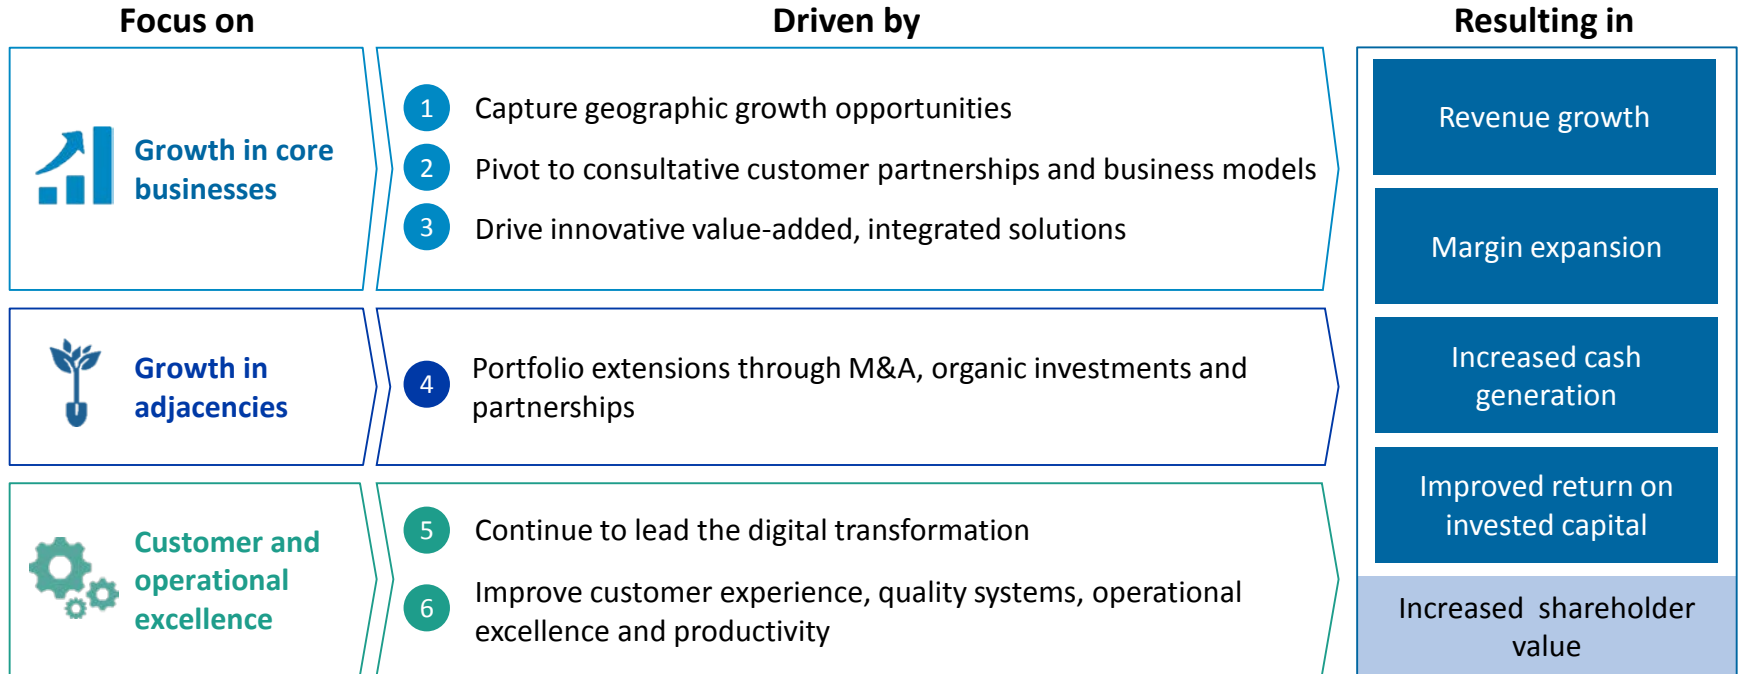 Focus on
Driven by
Resulting in
Growth in core
businesses
1 Capture geographic growth opportunities
2 Pivot to consultative customer partnerships and business models
3 Drive innovative value-added, integrated solutions
Growth in
adjacencies
4 Portfolio extensions through M&A, organic investments and
partnerships
Customer and
operational
excellence
5 Continue to lead the digital transformation
6 Improve customer experience, quality systems, operational
excellence and productivity
Revenue growth
Margin expansion
Increased cash
generation
Improved return on
invested capital
Increased shareholder
value